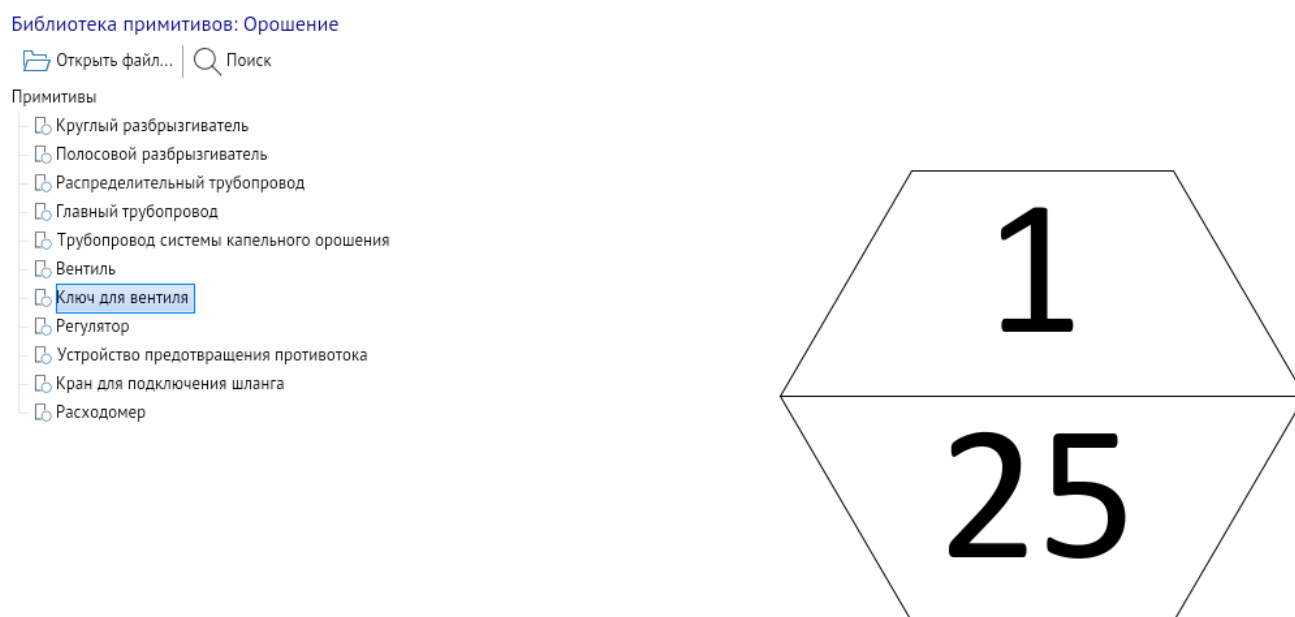 Библиотека примитивов: Орошение
Открыть файл... Поиск
Примитивы
Круглый разбрызгиватель
Полосовой разбрызгиватель
Распределительный трубопровод
Главный трубопровод
Трубопровод системы капельного орошения
Вентиль
Ключ для вентиля
Регулятор
Устройство предотвращения противотока
Кран для подключения шланга
Расходомер
1
25